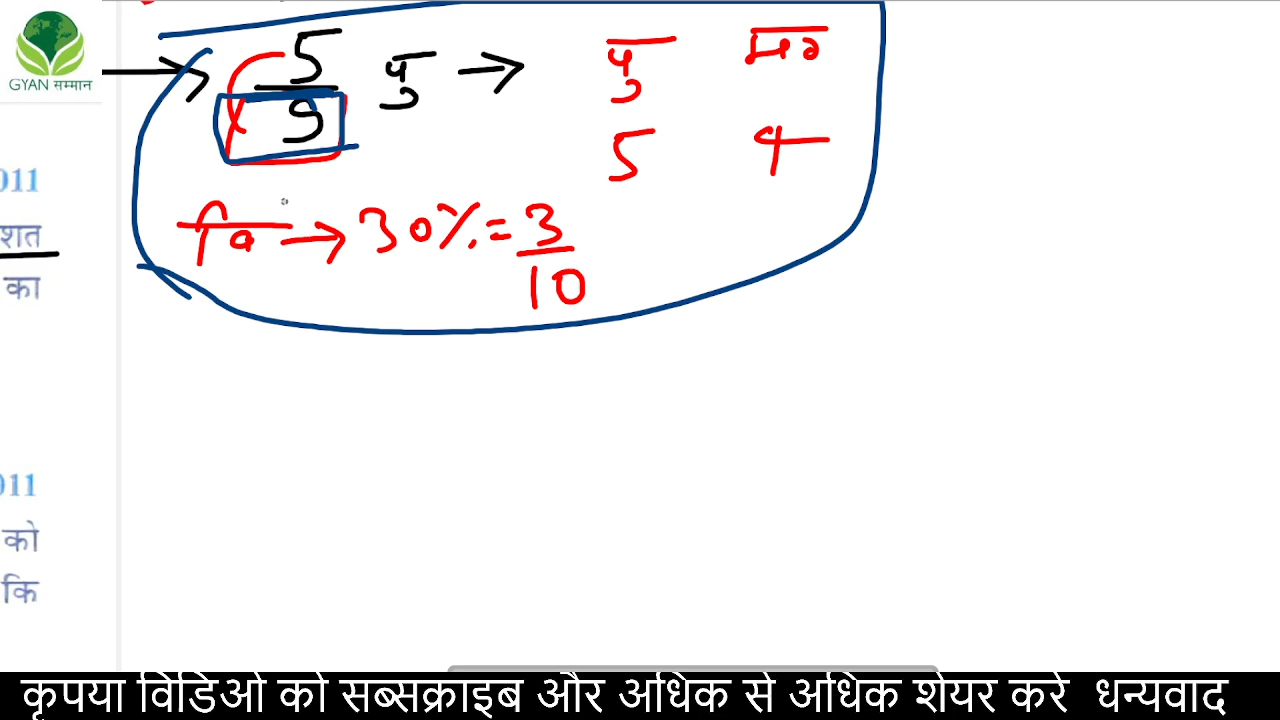 GYAN सम्मान
5/9 पु → पु मर
5 4
वि → 30% = 3/10
011
शत
का
011
को
कि
कृपया विडिओ को सब्सक्राइब और अधिक से अधिक शेयर करे धन्यवाद